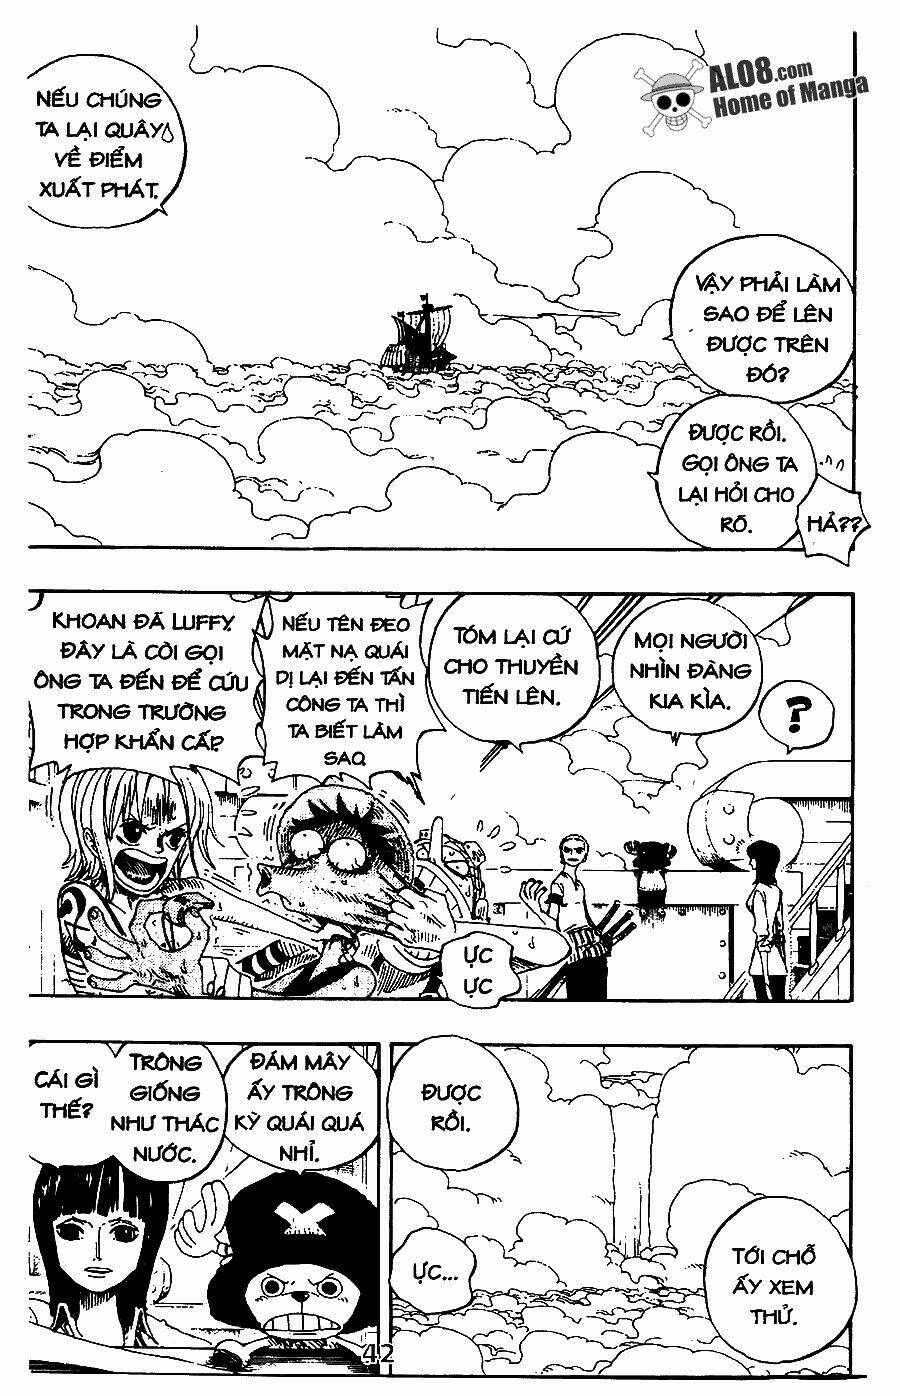 AL08.com
Home of Manga
NẾU CHÚNG
TA LẠI QUÂY
VỀ ĐIỂM
XUẤT PHÁT.
VẬY PHẢI LÀM
SAO ĐỂ LÊN
ĐƯỢC TRÊN
ĐÓ?
ĐƯỢC RỒI.
GỌI ÔNG TA
LẠI HỎI CHO
RÕ.
HẢ??
KHOAN ĐÃ LUFFY.
ĐÂY LÀ CÒI GỌI
ÔNG TA ĐẾN ĐỂ CỨU
TRONG TRƯỜNG
HỢP KHẨN CẤP.
NẾU TÊN ĐEO
MẶT NẠ QUÁI
DỊ LẠI ĐẾN TẤN
CÔNG TA THÌ
TA BIẾT LÀM
SAO.
TÓM LẠI CỨ
CHO THUYỀN
TIẾN LÊN.
MỌI NGƯỜI
NHÌN ĐÀNG
KIA KÌA.
?
ỰC
ỰC
CÁI GÌ
THẾ?
TRÔNG
GIỐNG
NHƯ THÁC
NƯỚC.
ĐÁM MÂY
ẤY TRÔNG
KỲ QUÁI QUÁ
NHỈ.
ĐƯỢC
RỒI.
ỰC...
TỚI CHỖ
ẤY XEM
THỬ.
42